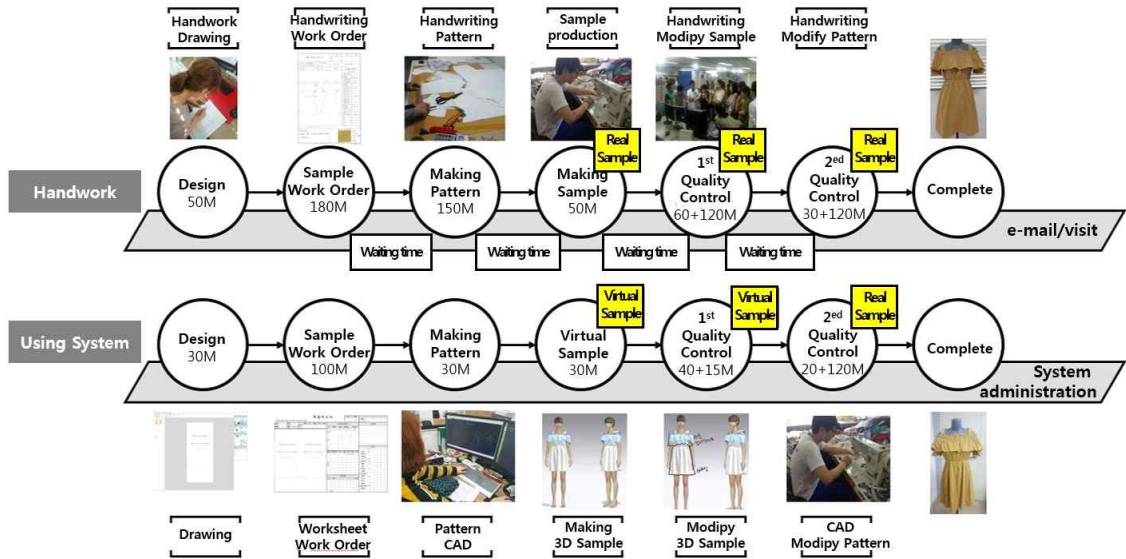 Handwork
Drawing
Handwriting
Work Order
Handwriting
Pattern
Sample
production
Handwriting
Modipy Sample
Handwriting
Modify Pattern
Handwork
Design
50M
Sample
Work Order
180M
Making
Pattern
150M
Real
Sample
Making
Sample
50M
Real
Sample
1st
Quality
Control
60+120M
Real
Sample
2ed
Quality
Control
30+120M
Complete
e-mail/visit
Waiting time
Waiting time
Waiting time
Waiting time
Using System
Design
30M
Sample
Work Order
100M
Making
Pattern
30M
Virtual
Sample
Virtual
Sample
30M
Virtual
Sample
1st
Quality
Control
40+15M
Real
Sample
2ed
Quality
Control
20+120M
Complete
System
administration
Drawing
Worksheet
Work Order
Pattern
CAD
Making
3D Sample
Modipy
3D Sample
CAD
Modipy Pattern